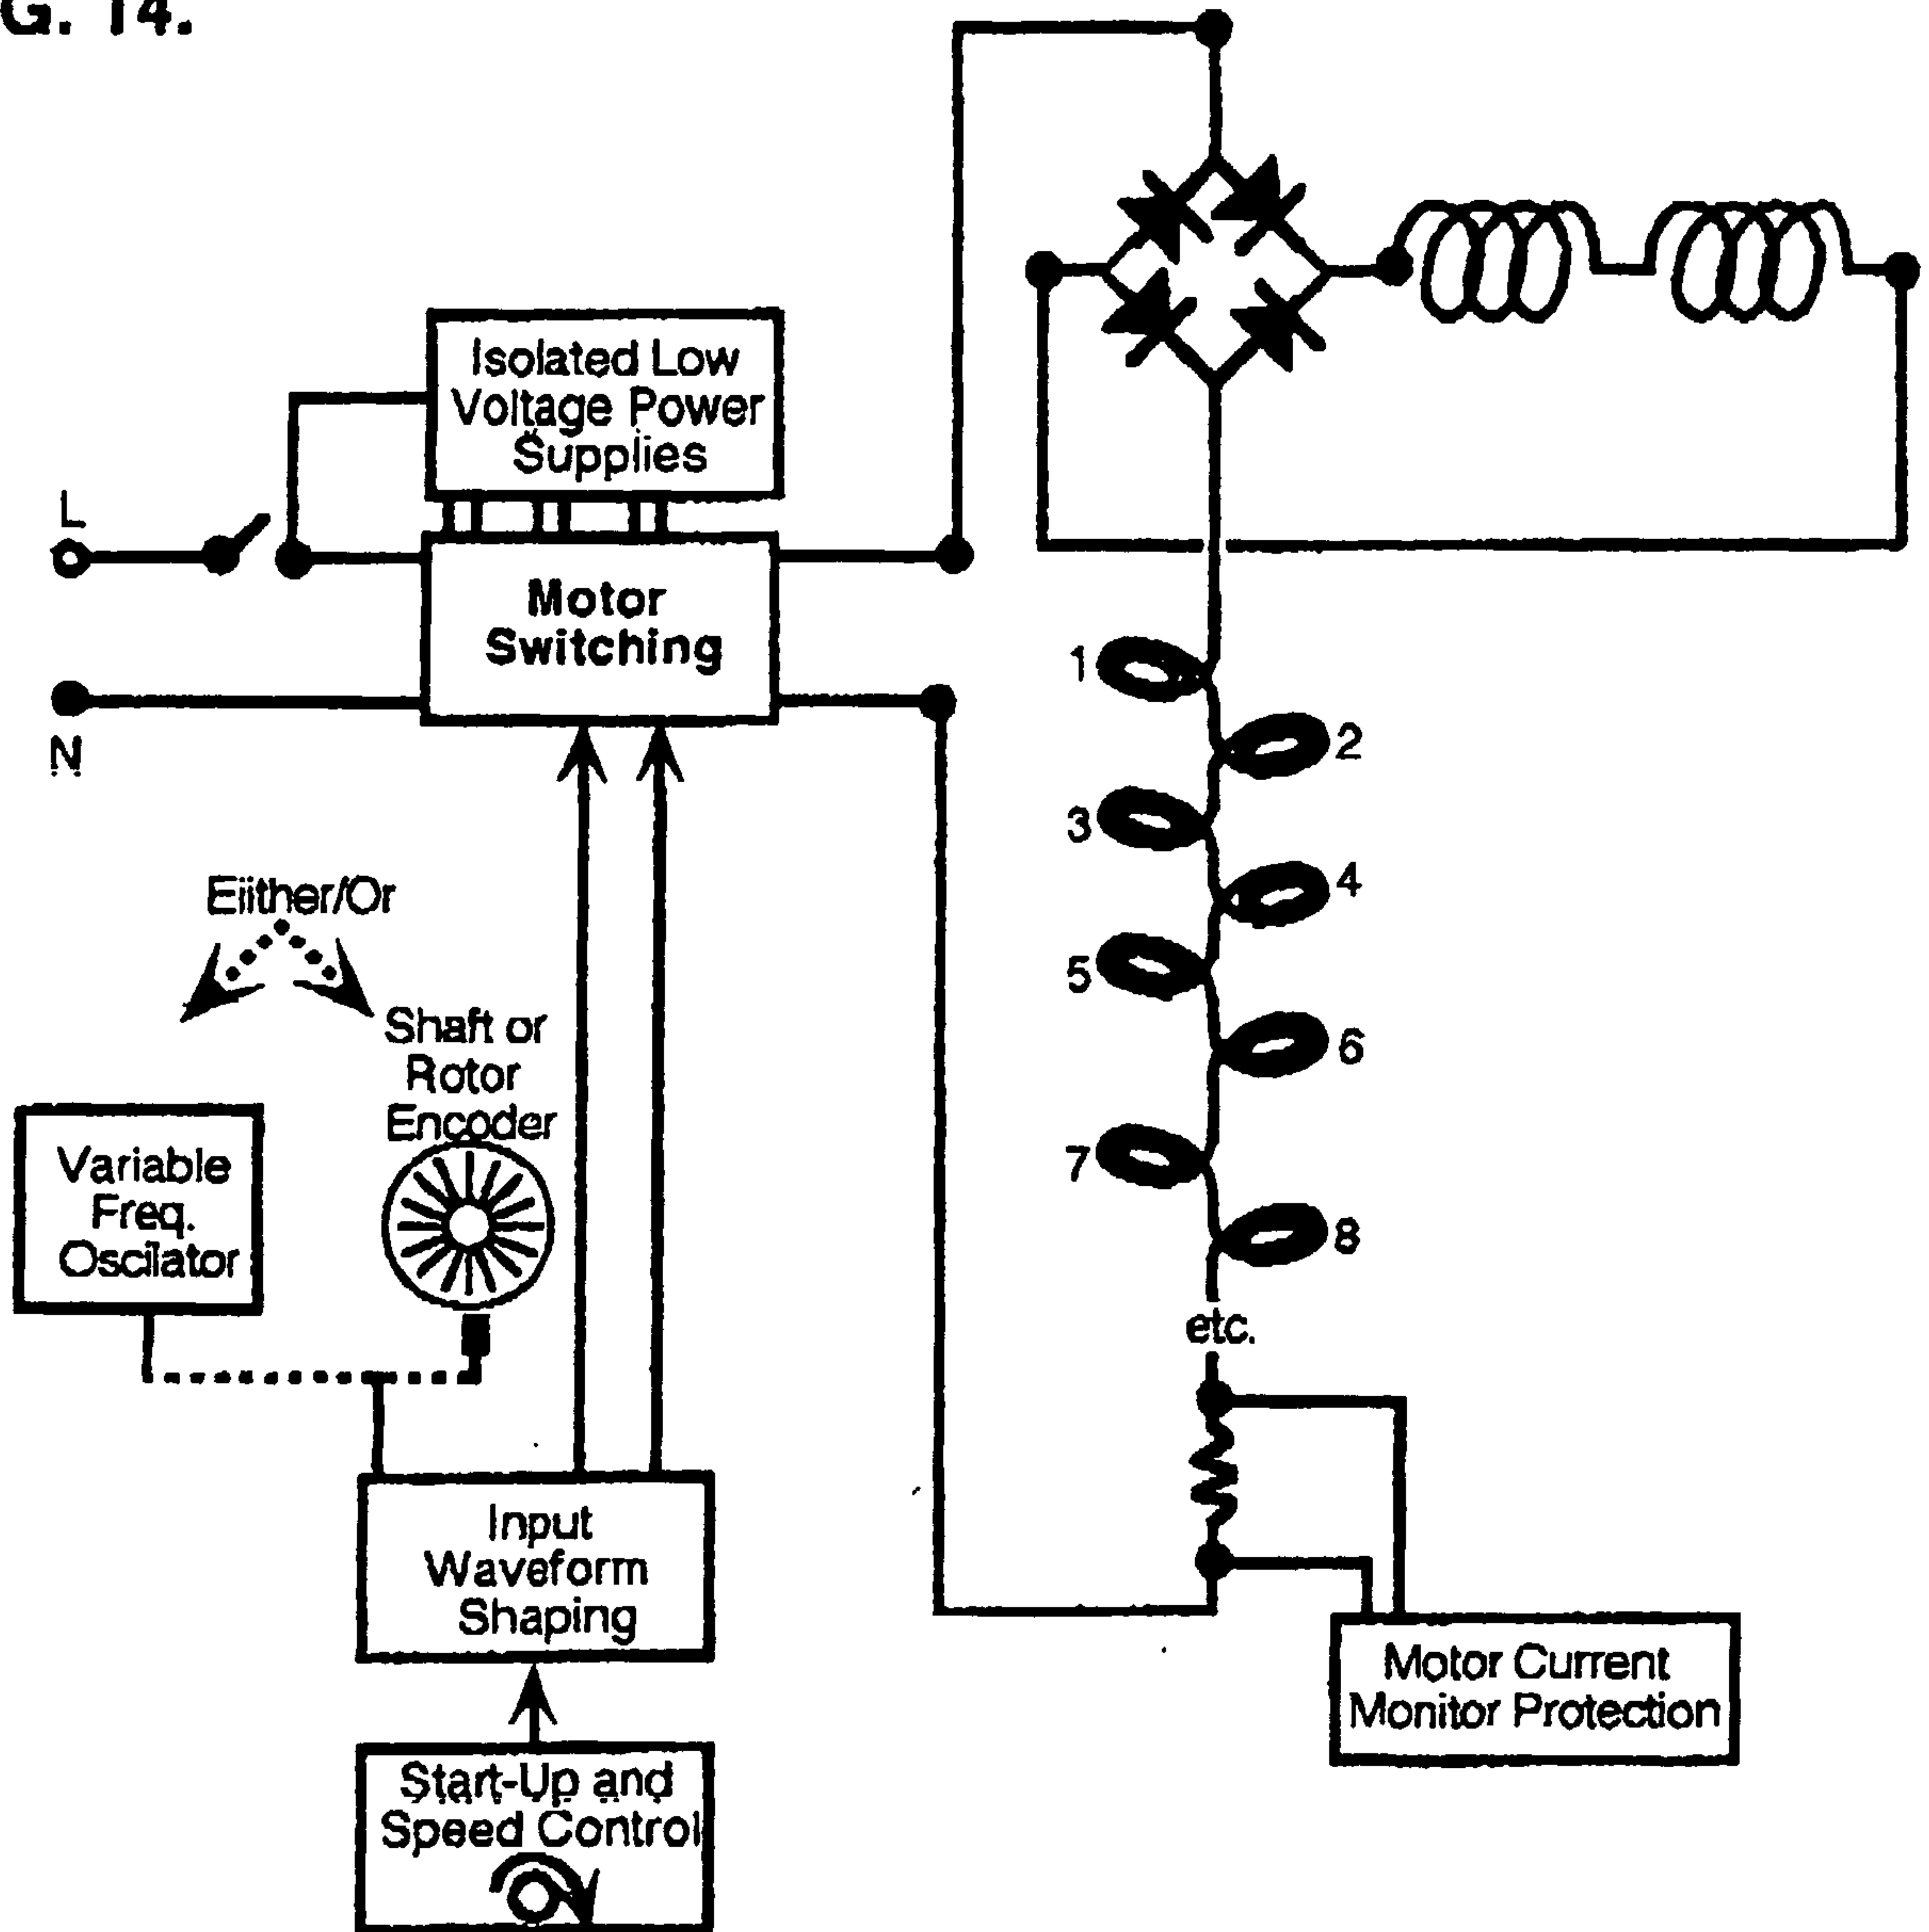 G. 14.
Isolated Low
Voltage Power
Supplies
L
Motor
Switching
N
1
2
3
4
5
6
7
8
etc.
Eiither/Or
Shaft or
Rotor
Encoder
Variable
Freq.
Oscilator
Input
Waveform
Shaping
Motor Current
Monitor Protection
Start-Up and
Speed Control